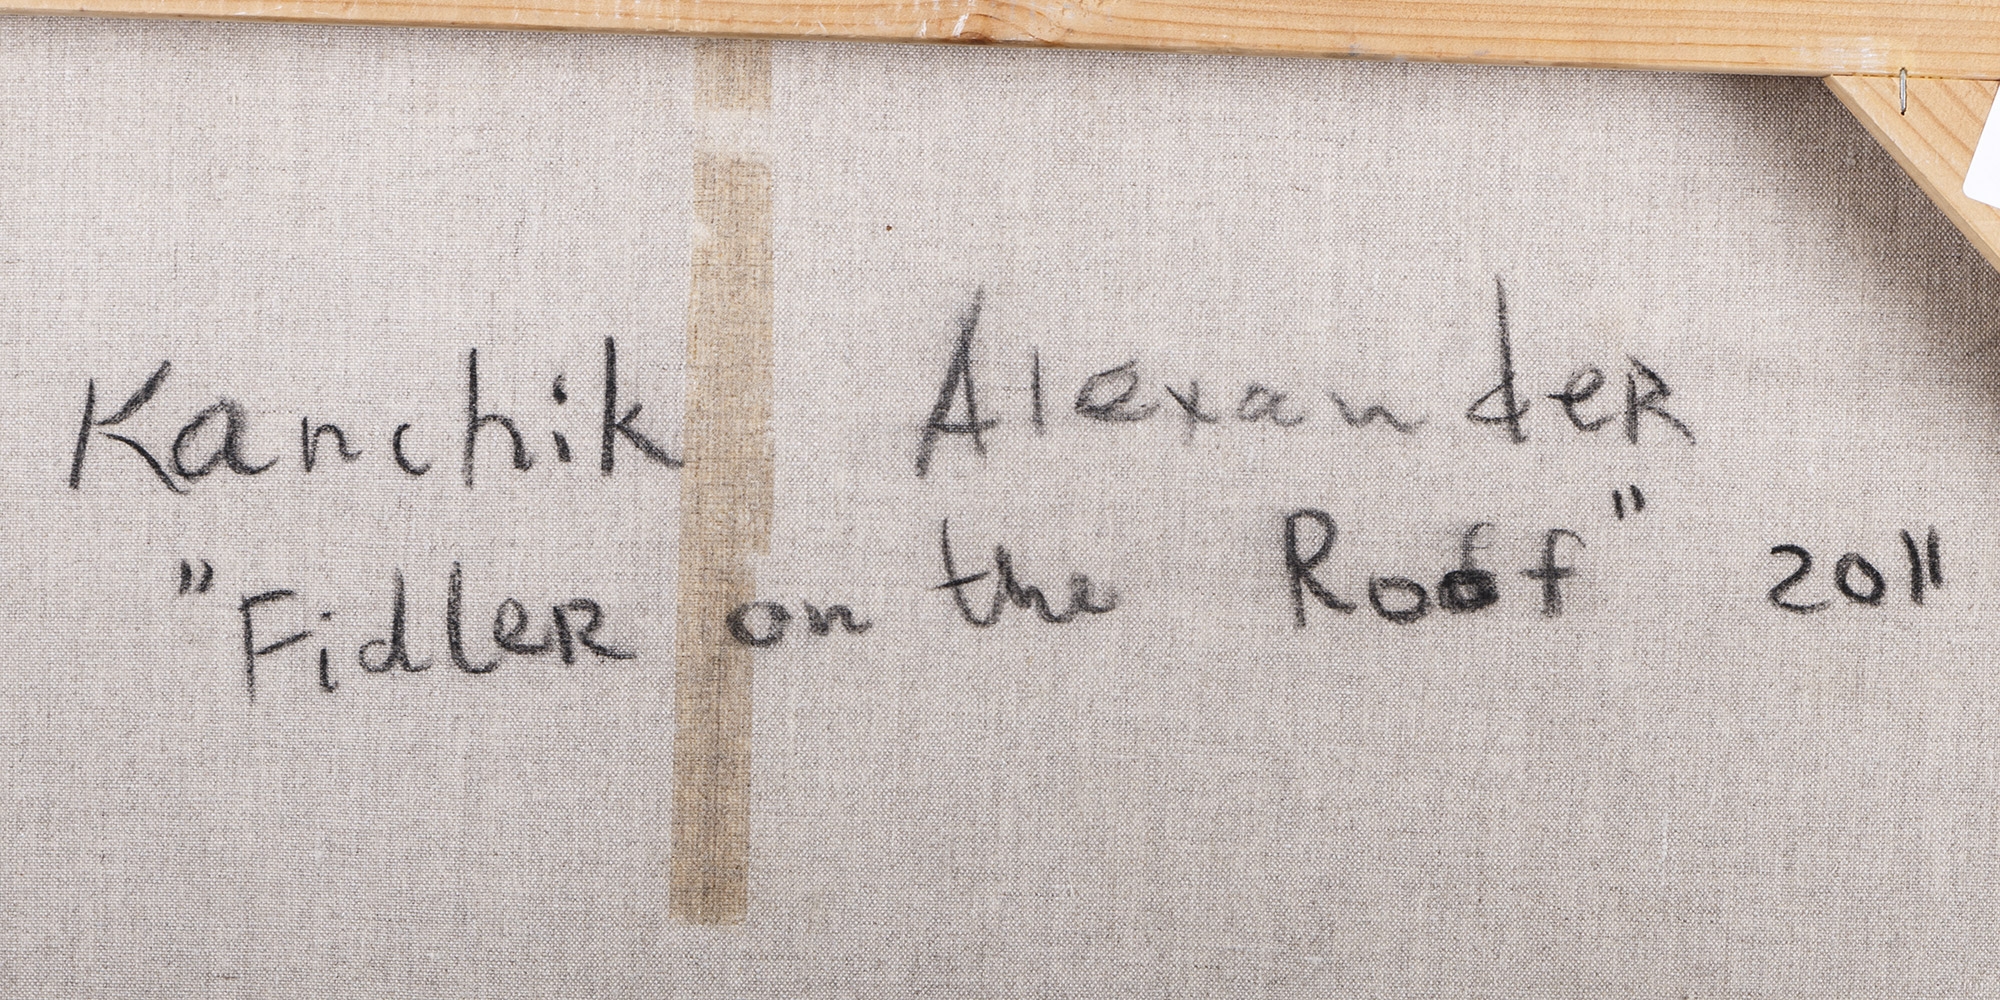 Kanchik Alexander
"Fidler on the Roof" 2011